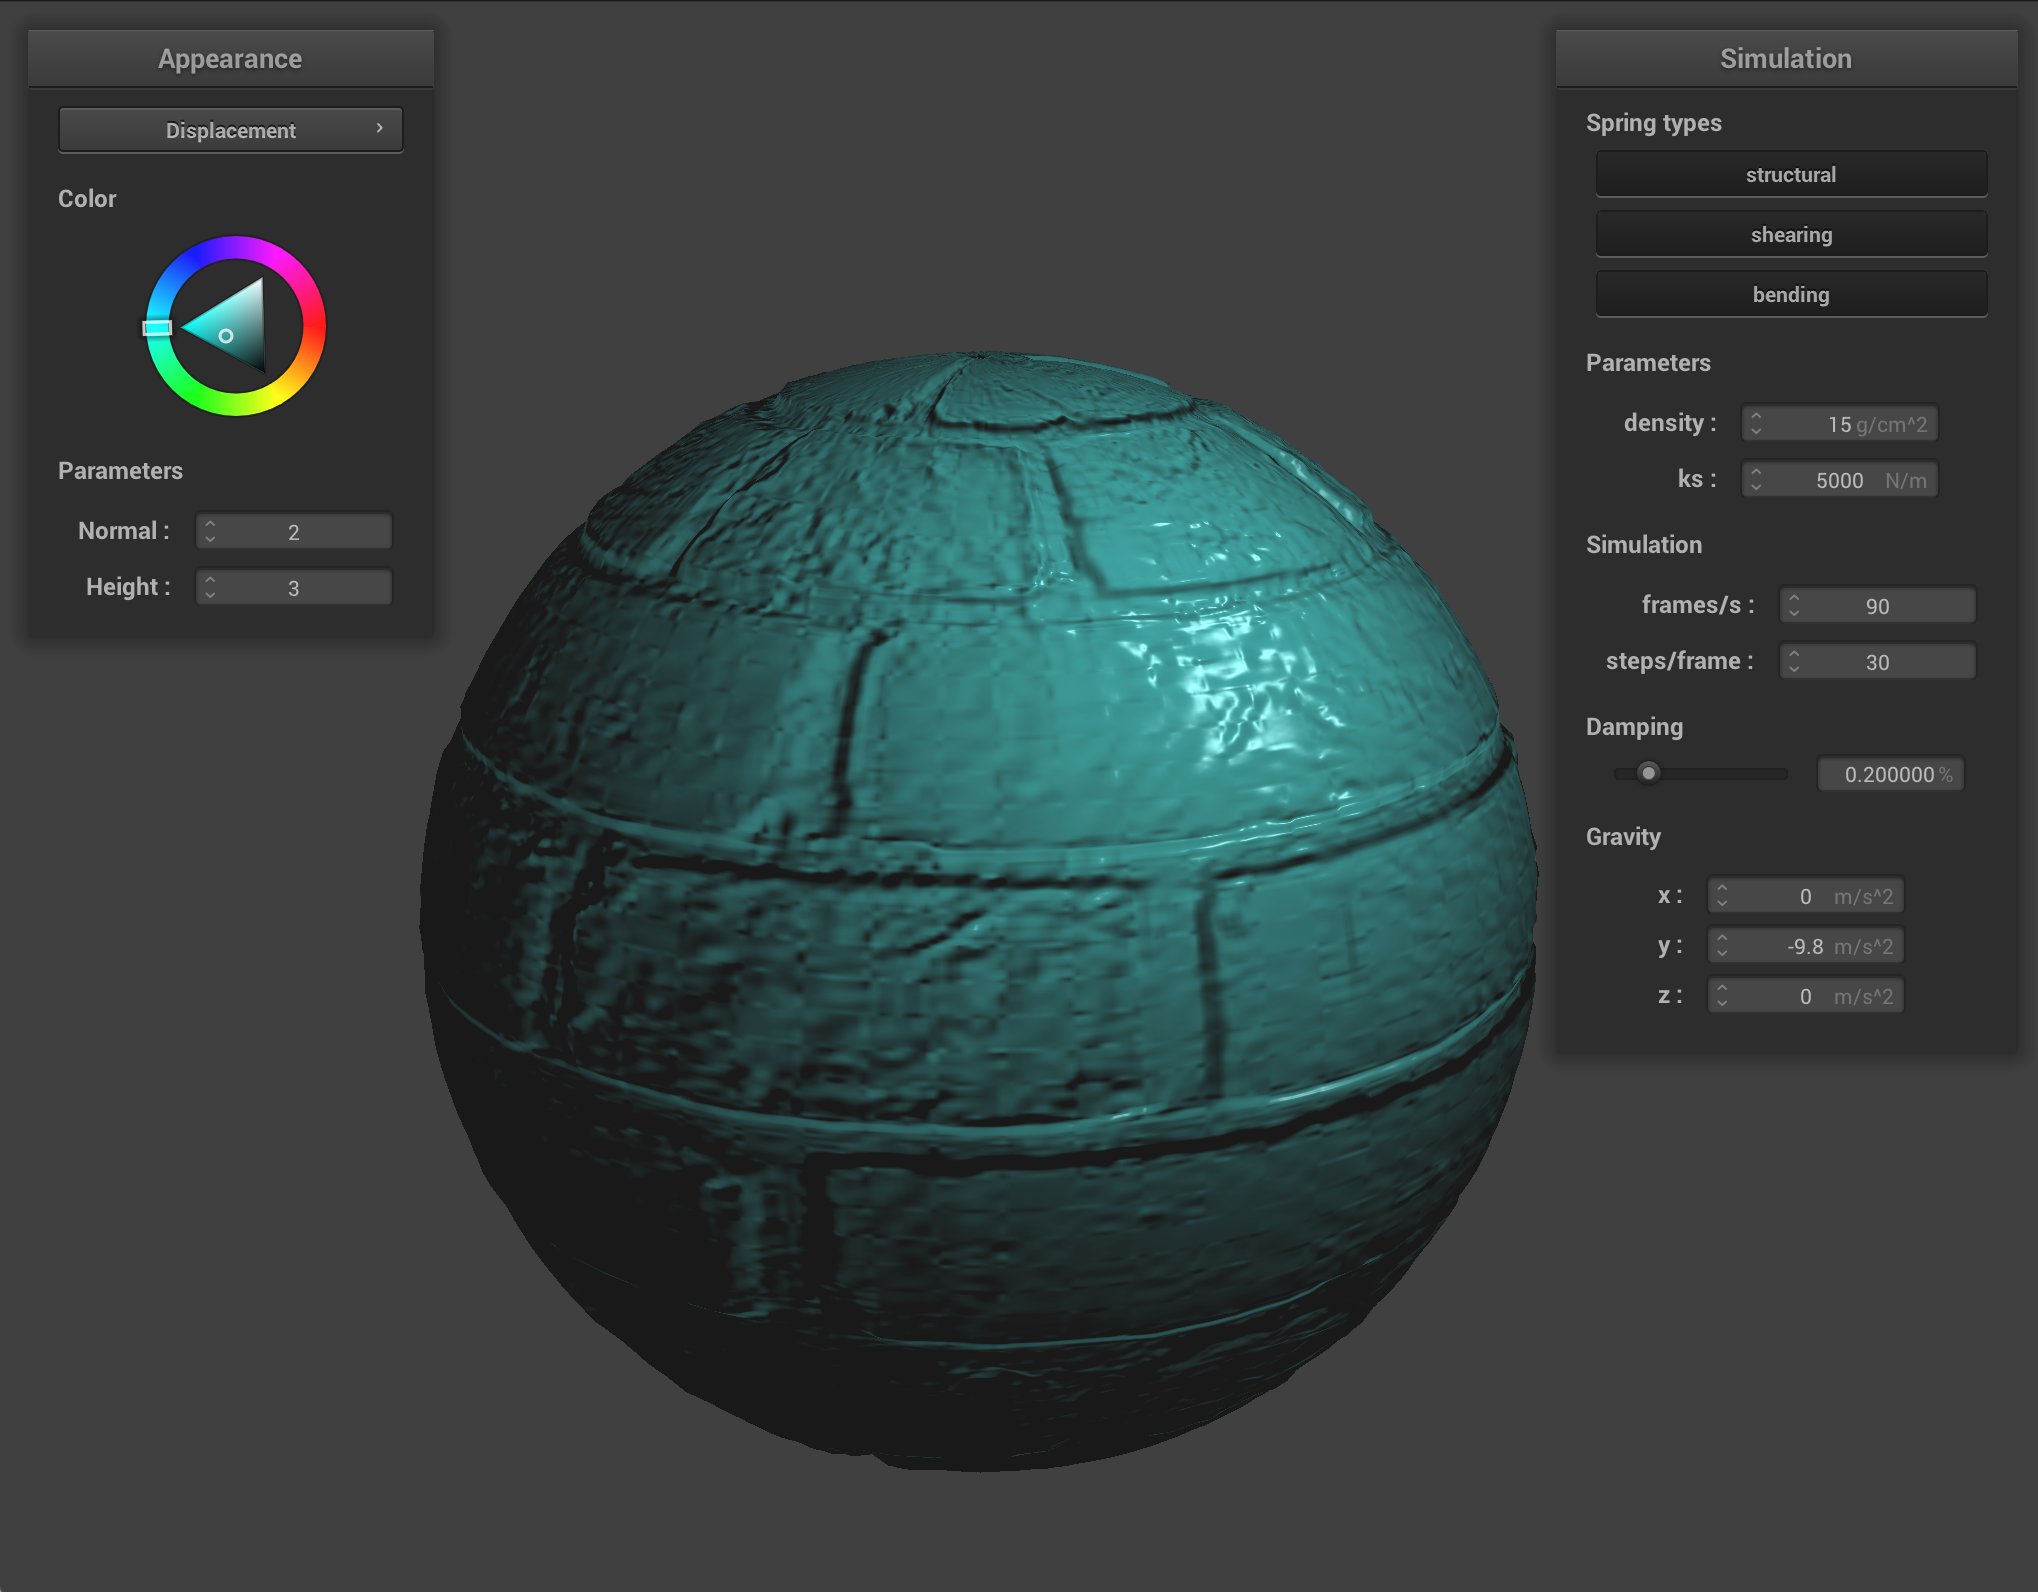 Appearance
Displacement
Color
Parameters
Normal : 2
Height : 3
Simulation
Spring types
structural
shearing
bending
Parameters
density : 15 g/cm^2
ks : 5000 N/m
Simulation
frames/s : 90
steps/frame : 30
Damping
0.200000 %
Gravity
x : 0 m/s^2
y : -9.8 m/s^2
z : 0 m/s^2